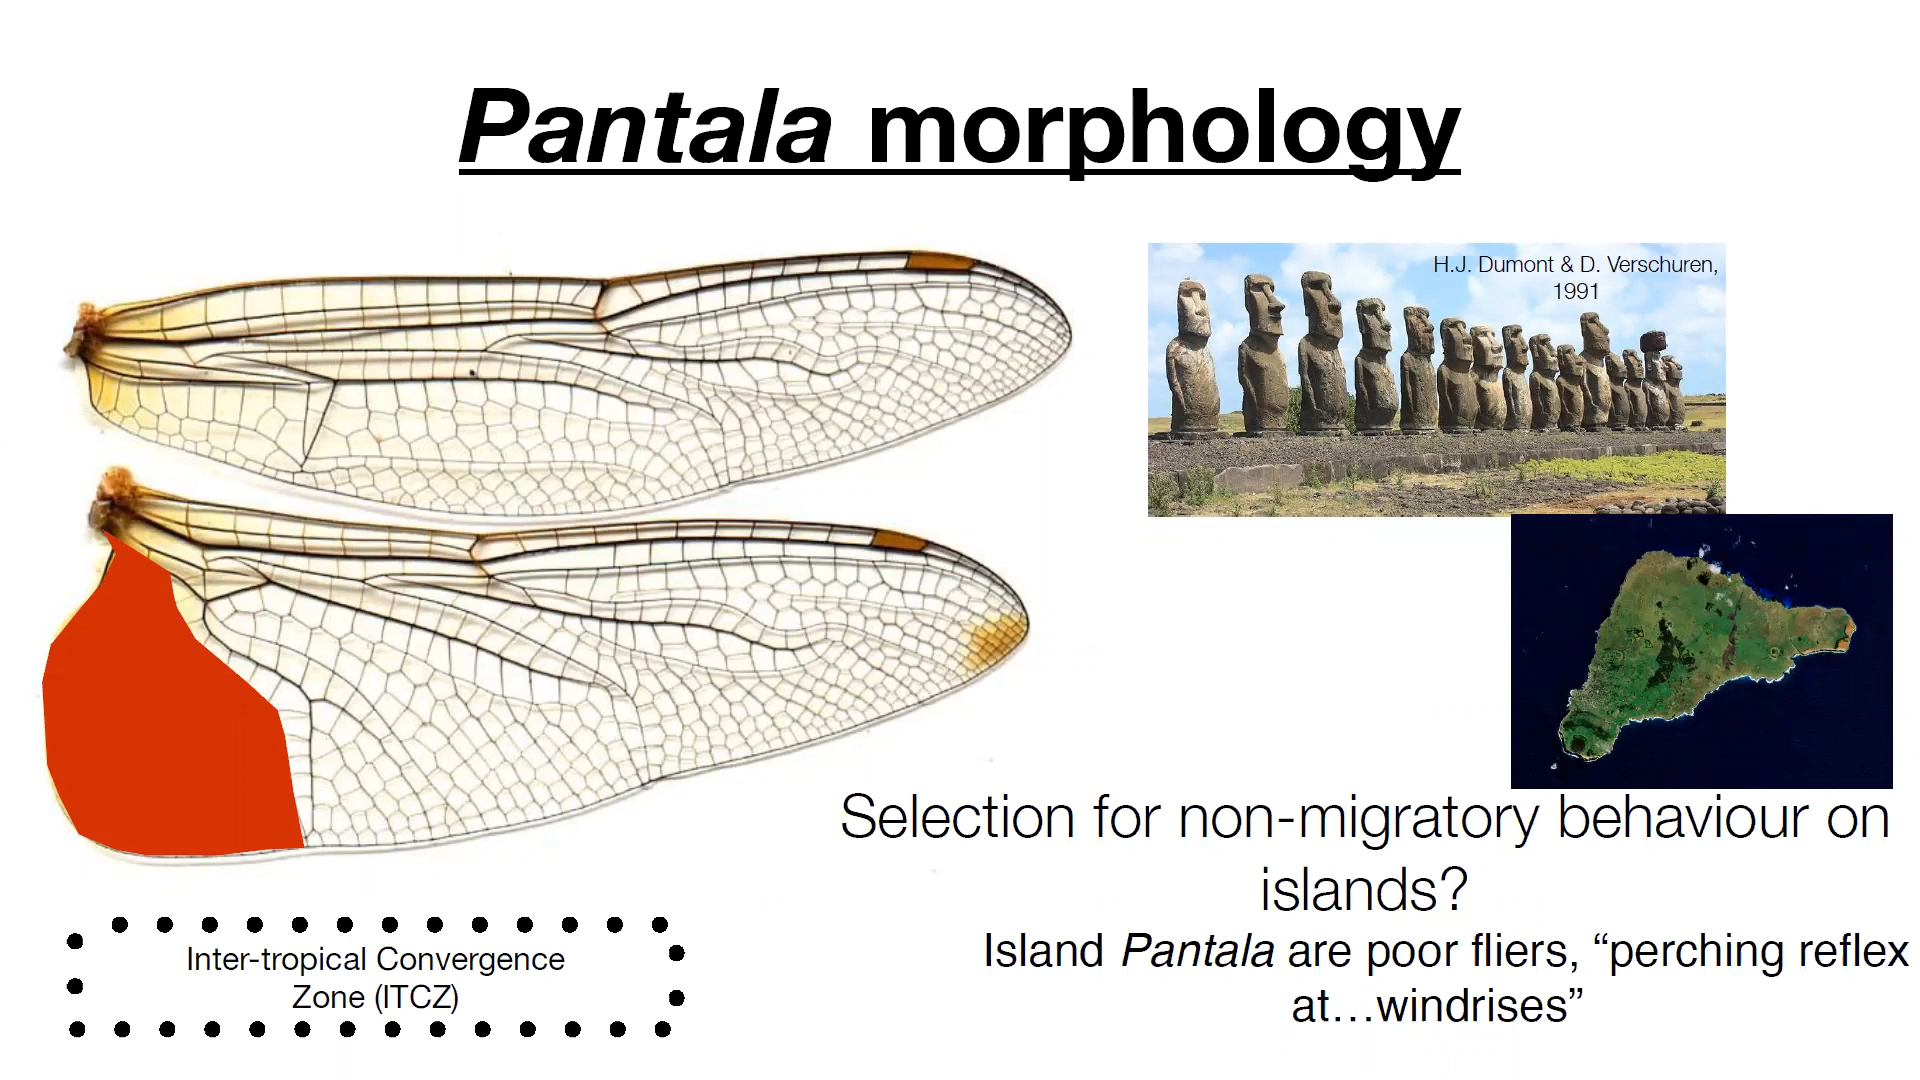 Pantala morphology
H.J. Dumont & D. Verschuren,
1991
Selection for non-migratory behaviour on
islands?
Island Pantala are poor fliers, “perching reflex
at…windrises”
Inter-tropical Convergence
Zone (ITCZ)